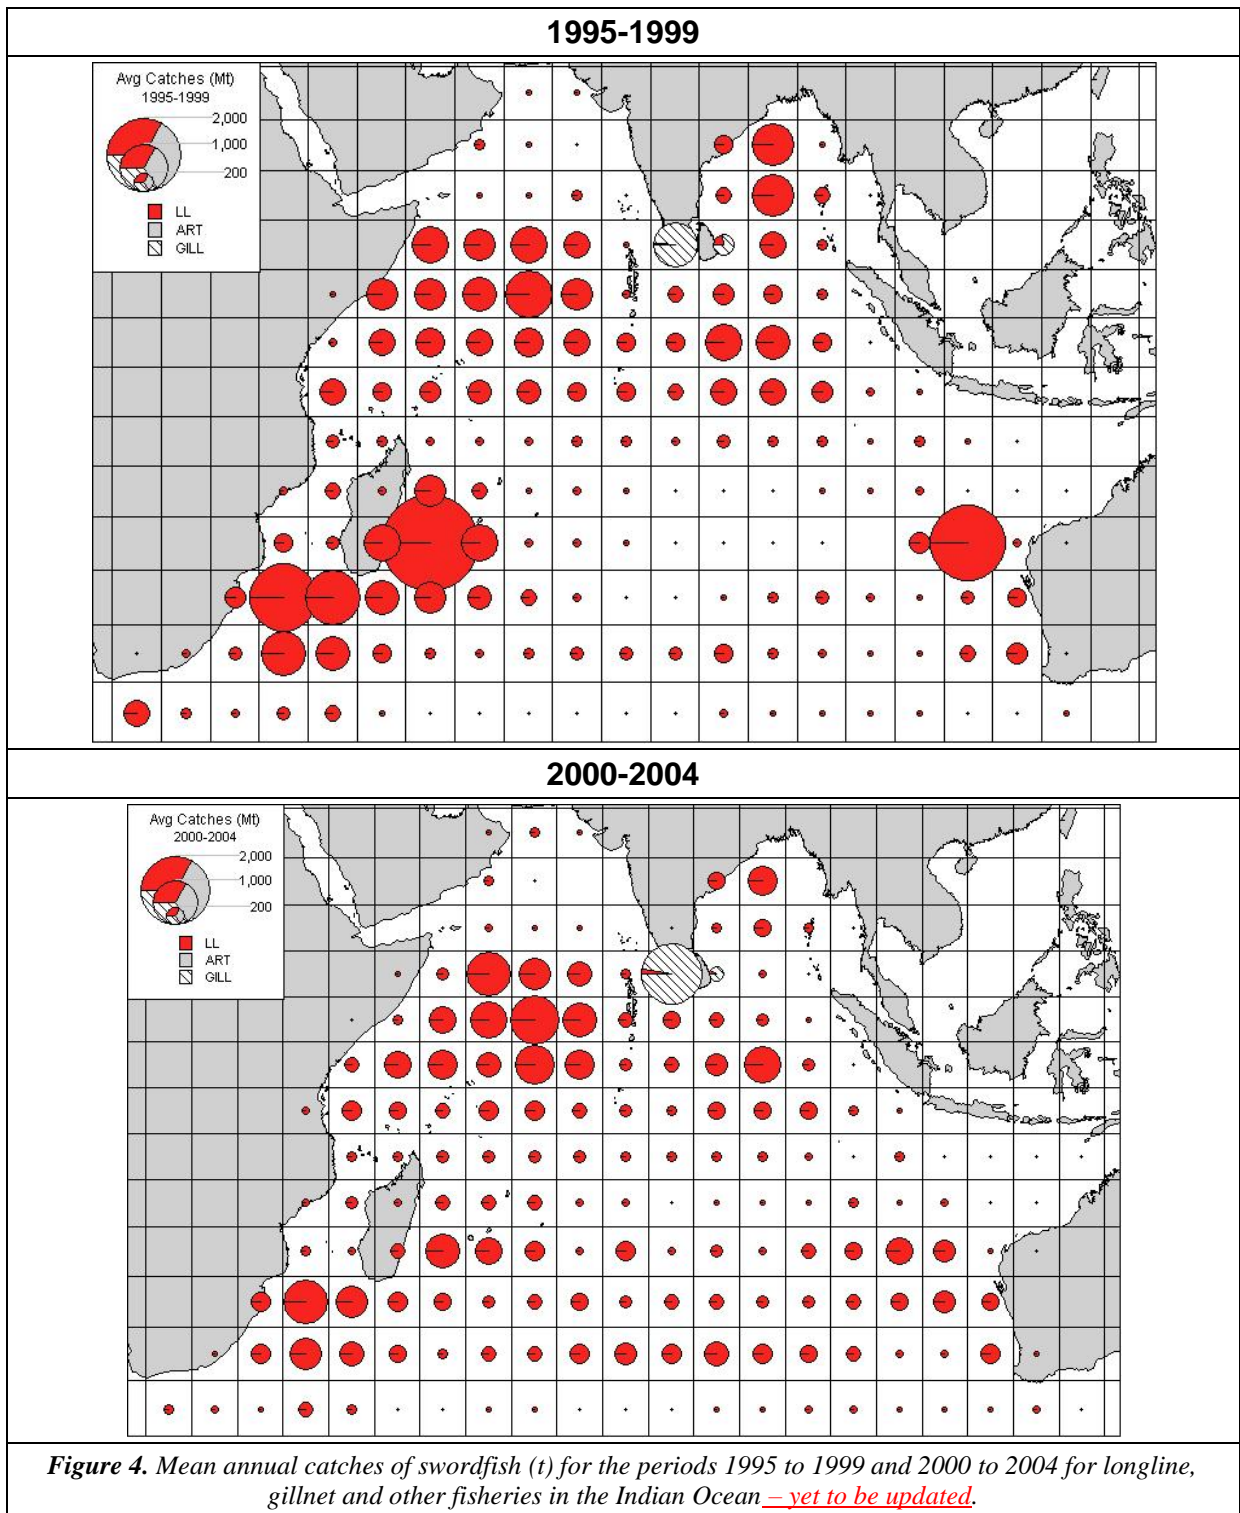 1995-1999
Avg Catches (Mt)
1995-1999
2,000
1,000
200
LL
ART
GILL
2000-2004
Avg Catches (Mt)
2000-2004
2,000
1,000
200
LL
ART
GILL
Figure 4. Mean annual catches of swordfish (t) for the periods 1995 to 1999 and 2000 to 2004 for longline,
gillnet and other fisheries in the Indian Ocean – yet to be updated.